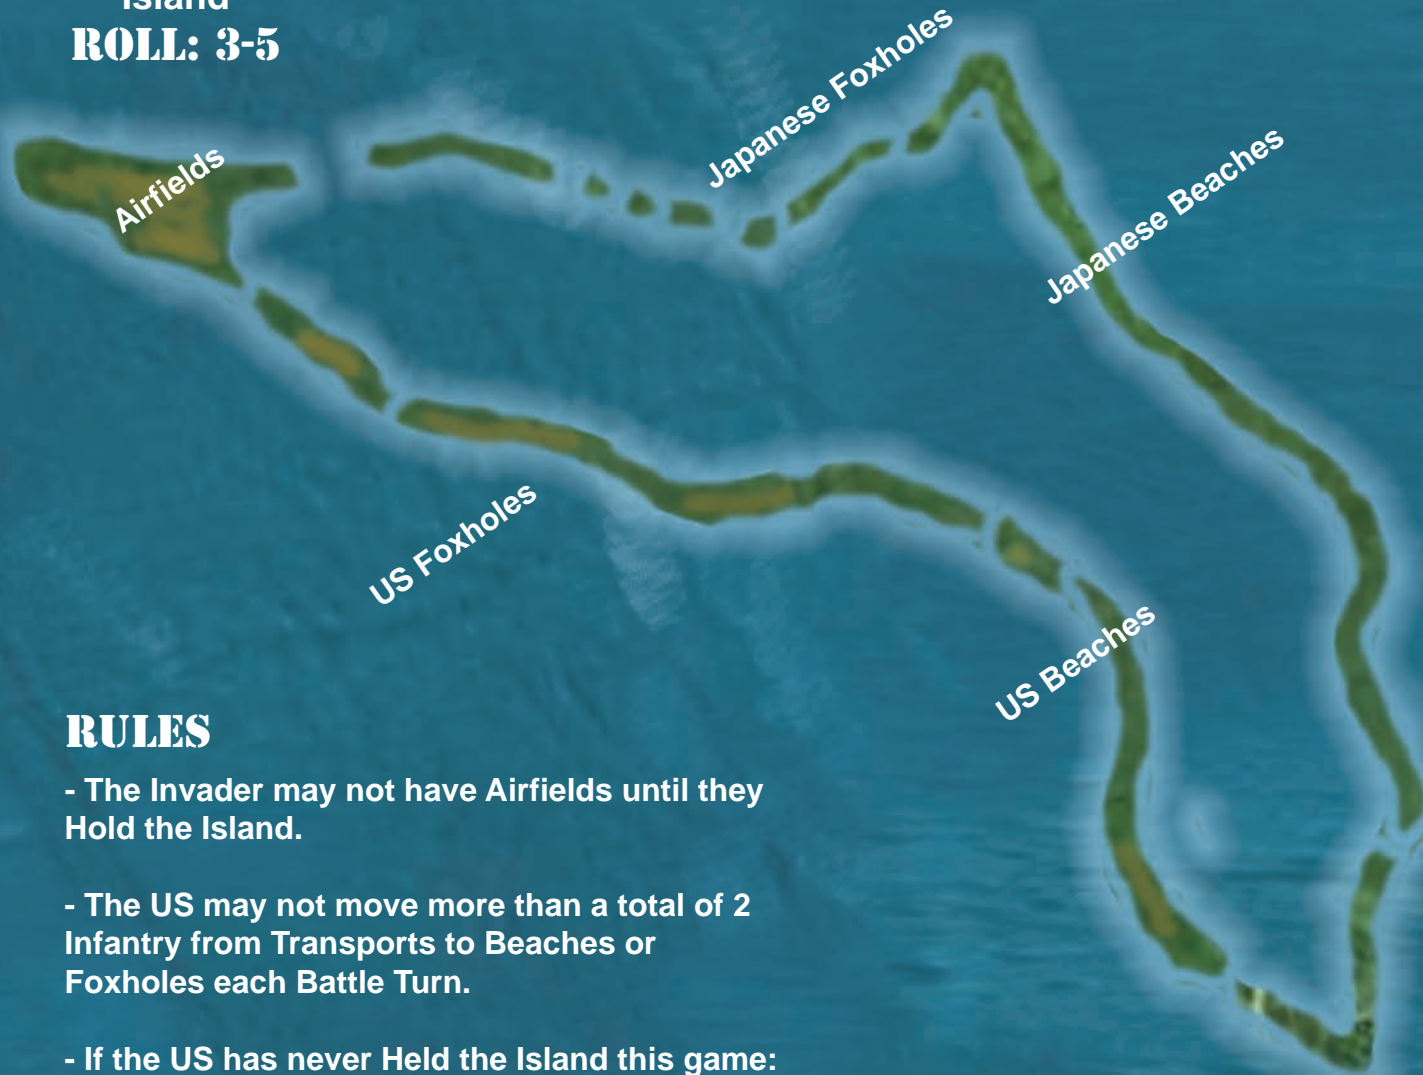 Island
ROLL: 3-5
Japanese Foxholes
Airfields
Japanese Beaches
US Foxholes
US Beaches
RULES
- The Invader may not have Airfields until they
Hold the Island.
- The US may not move more than a total of 2
Infantry from Transports to Beaches or
Foxholes each Battle Turn.
- If the US has never Held the Island this game: